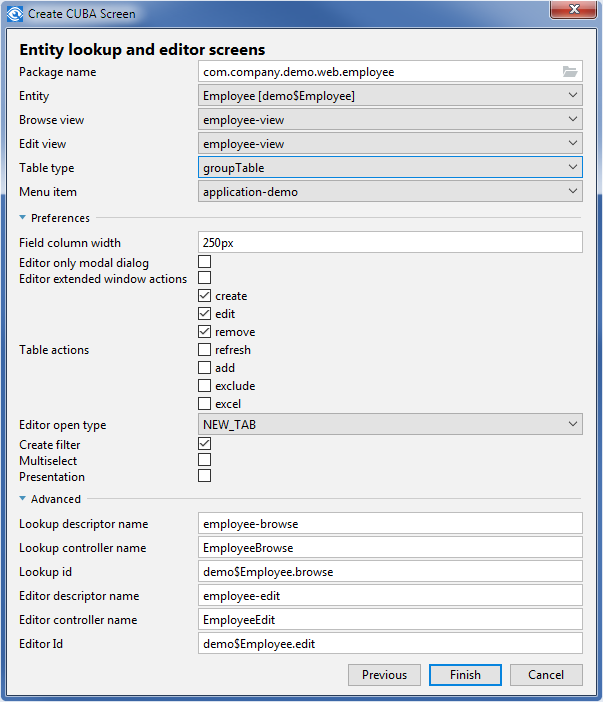 Create CUBA Screen
Entity lookup and editor screens
Package name com.company.demo.web.employee
Entity Employee [demo$Employee]
Browse view employee-view
Edit view employee-view
Table type groupTable
Menu item application-demo
Preferences
Field column width 250px
Editor only modal dialog
Editor extended window actions
create
edit
remove
Table actions refresh
add
exclude
excel
Editor open type NEW_TAB
Create filter
Multiselect
Presentation
Advanced
Lookup descriptor name employee-browse
Lookup controller name EmployeeBrowse
Lookup id demo$Employee.browse
Editor descriptor name employee-edit
Editor controller name EmployeeEdit
Editor Id demo$Employee.edit
Previous Finish Cancel